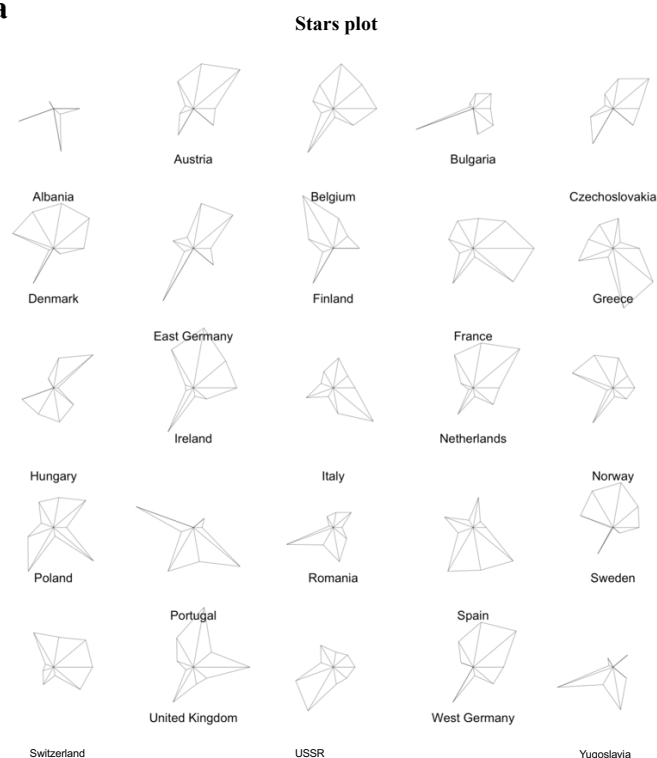 a
Stars plot
Austria
Bulgaria
Albania
Belgium
Czechoslovakia
Denmark
Finland
Greece
East Germany
France
Ireland
Netherlands
Hungary
Italy
Norway
Poland
Romania
Sweden
Portugal
Spain
United Kingdom
West Germany
Switzerland
USSR
Yugoslavia